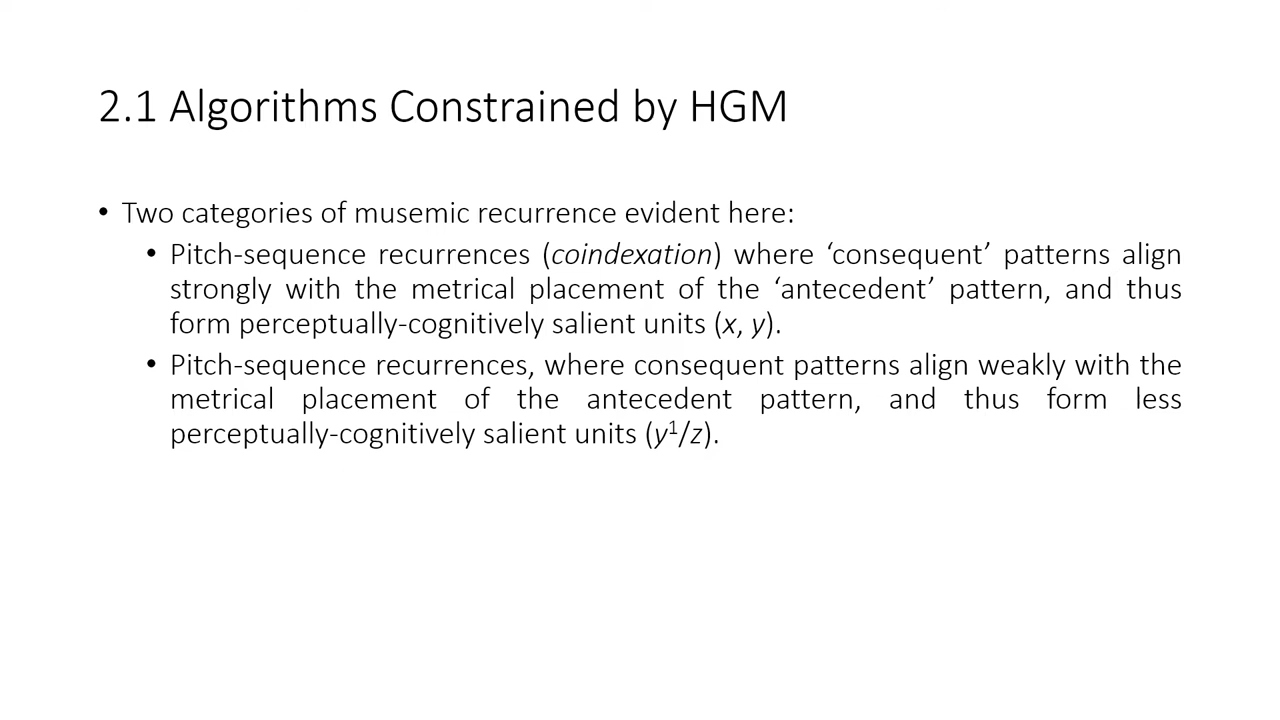 2.1 Algorithms Constrained by HGM
• Two categories of musemic recurrence evident here:
• Pitch-sequence recurrences (coindexation) where ‘consequent’ patterns align
strongly with the metrical placement of the ‘antecedent’ pattern, and thus
form perceptually-cognitively salient units (x, y).
• Pitch-sequence recurrences, where consequent patterns align weakly with the
metrical placement of the antecedent pattern, and thus form less
perceptually-cognitively salient units (y¹/z).